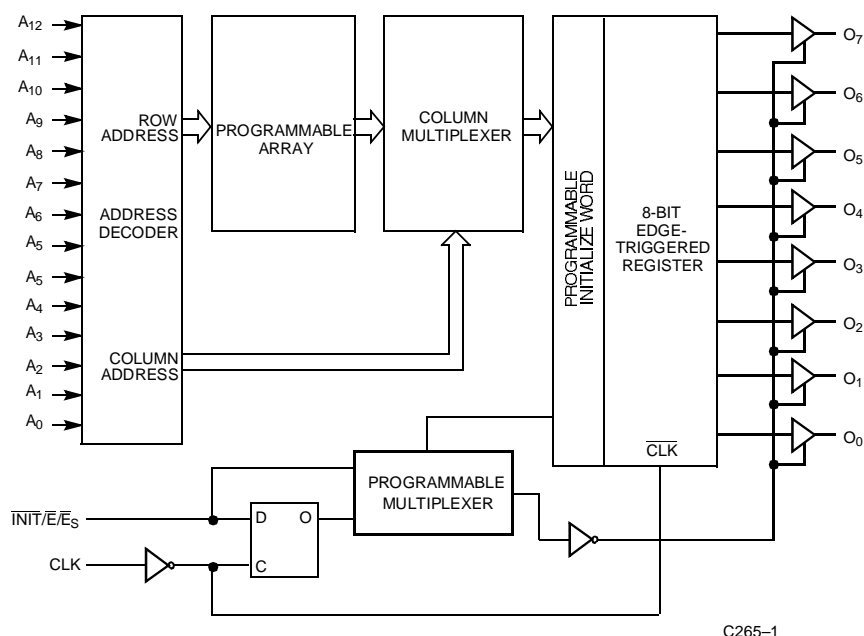 A12
A11
A10
A9
A8
A7
A6
A5
A5
A4
A3
A2
A1
A0
ROW
ADDRESS
ADDRESS
DECODER
COLUMN
ADDRESS
PROGRAMMABLE
ARRAY
COLUMN
MULTIPLEXER
PROGRAMMABLE
INITIALIZE WORD
8-BIT
EDGE-
TRIGGERED
REGISTER
CLK
O7
O6
O5
O4
O3
O2
O1
O0
PROGRAMMABLE
MULTIPLEXER
INIT/E/ES
D O
CLK
C
C265–1